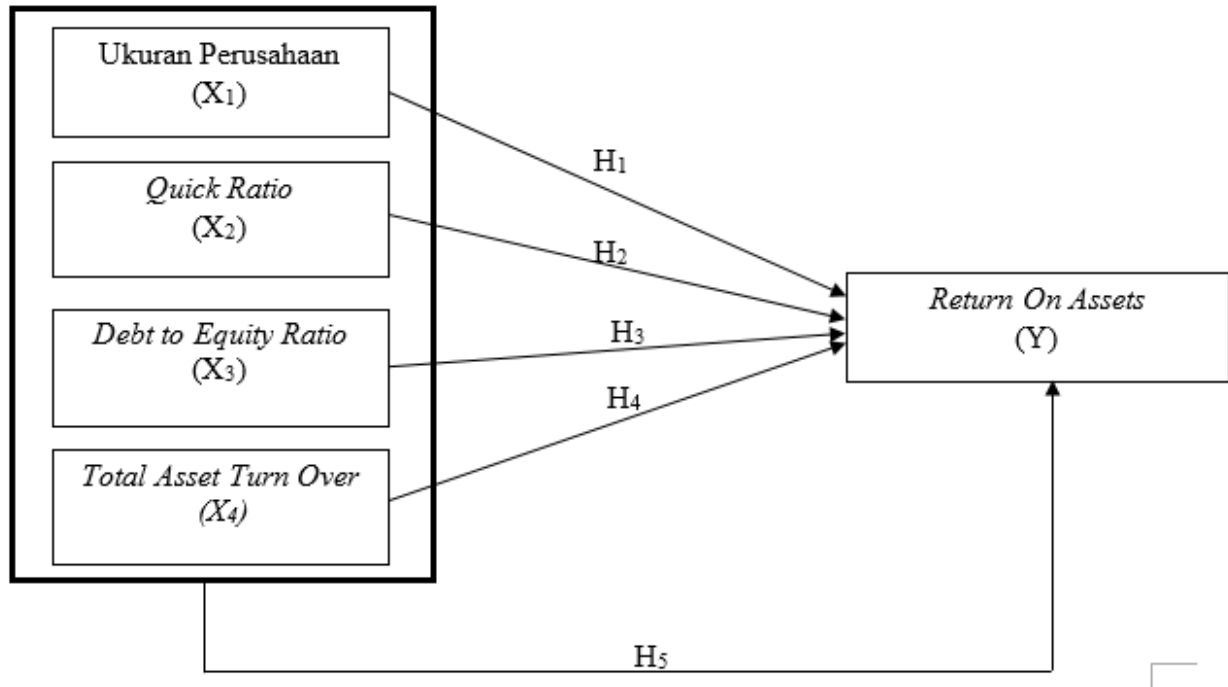 Ukuran Perusahaan
(X₁)
Quick Ratio
(X₂)
Debt to Equity Ratio
(X₃)
Total Asset Turn Over
(X₄)
H₁
H₂
H₃
H₄
Return On Assets
(Y)
H₅